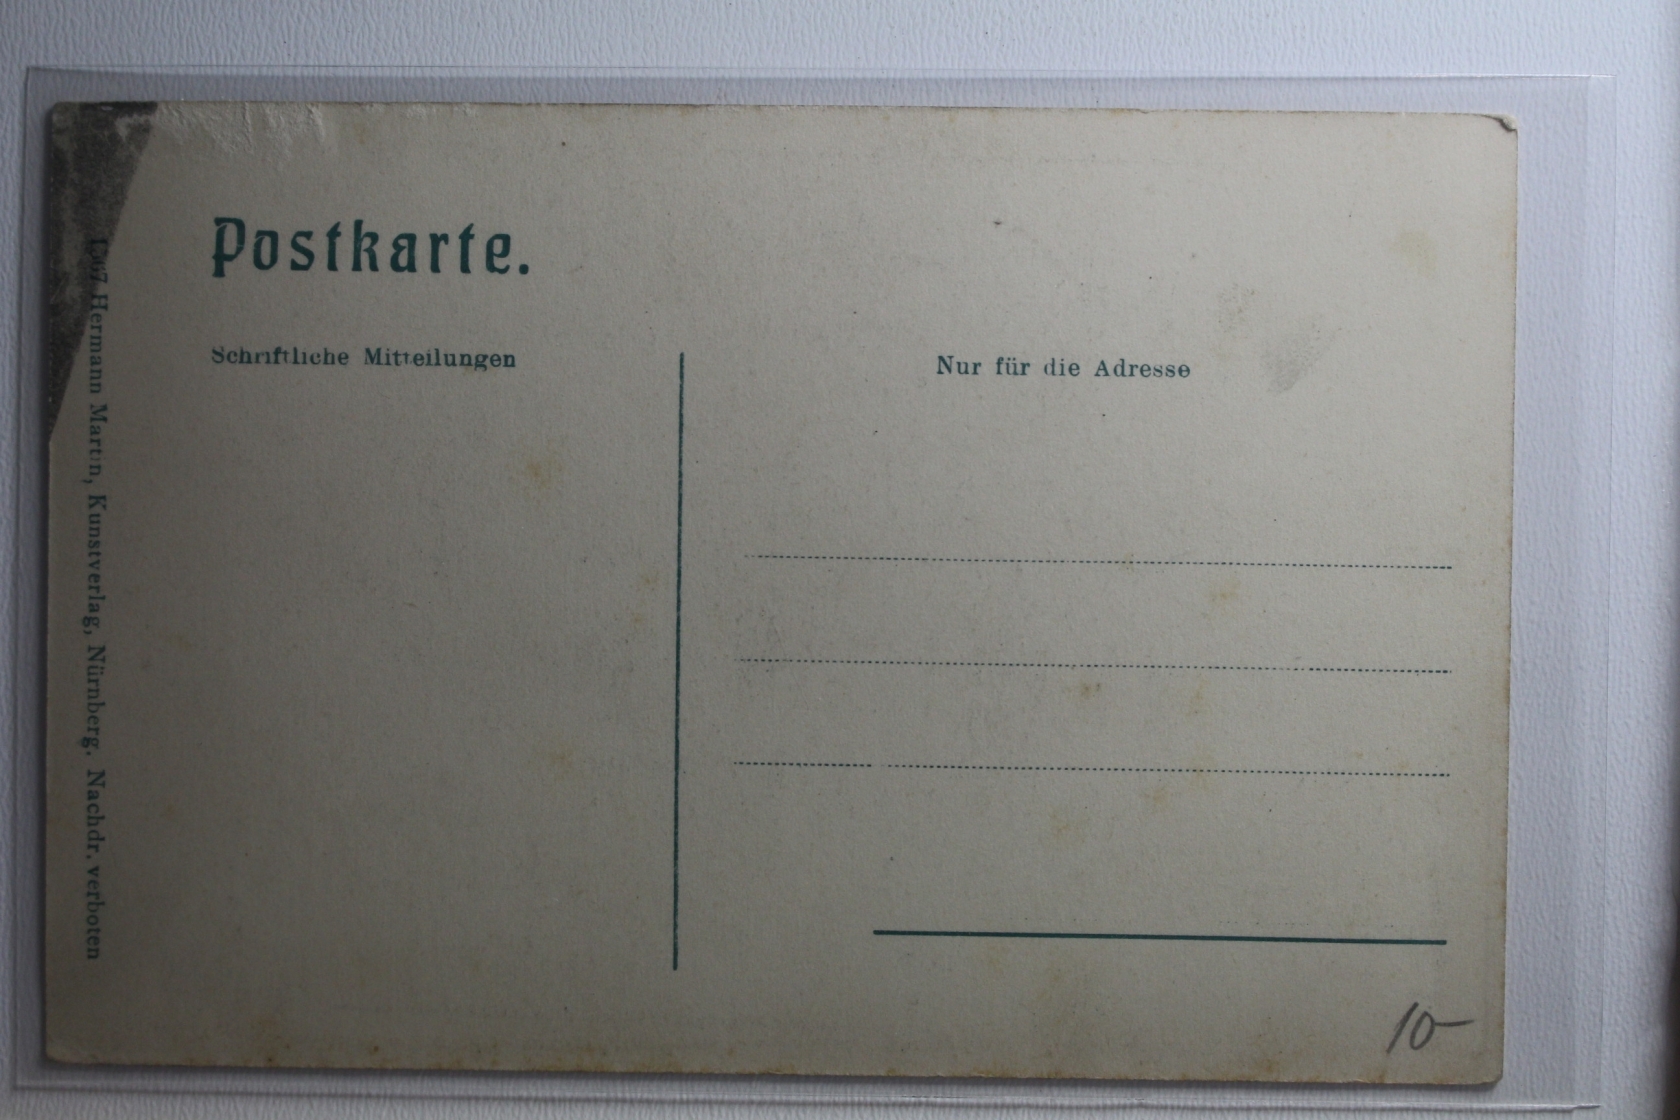 Postkarte.
Schriftliche Mitteilungen
Nur für die Adresse
Hermann Martin, Kunstverlag, Nürnberg. Nachdr. verboten
10-